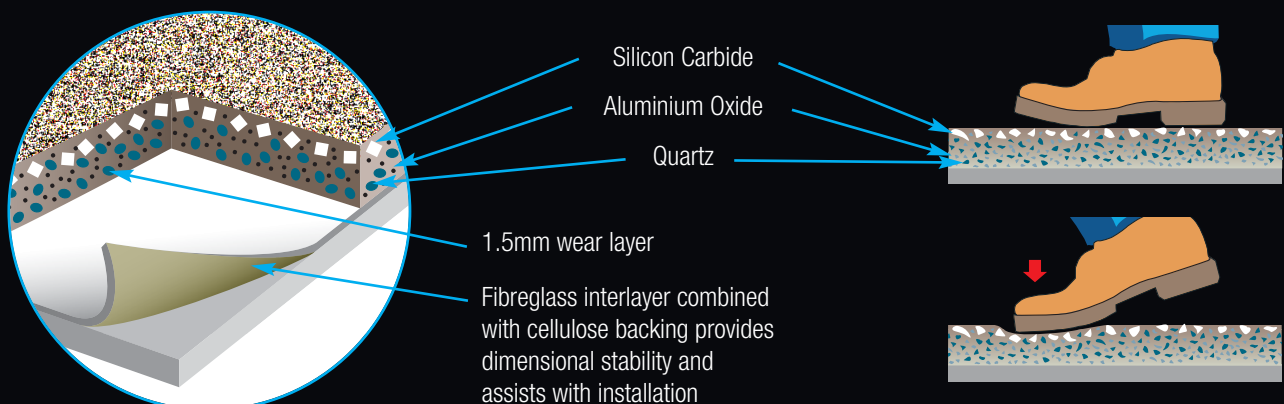 Silicon Carbide
Aluminium Oxide
Quartz
1.5mm wear layer
Fibreglass interlayer combined
with cellulose backing provides
dimensional stability and
assists with installation